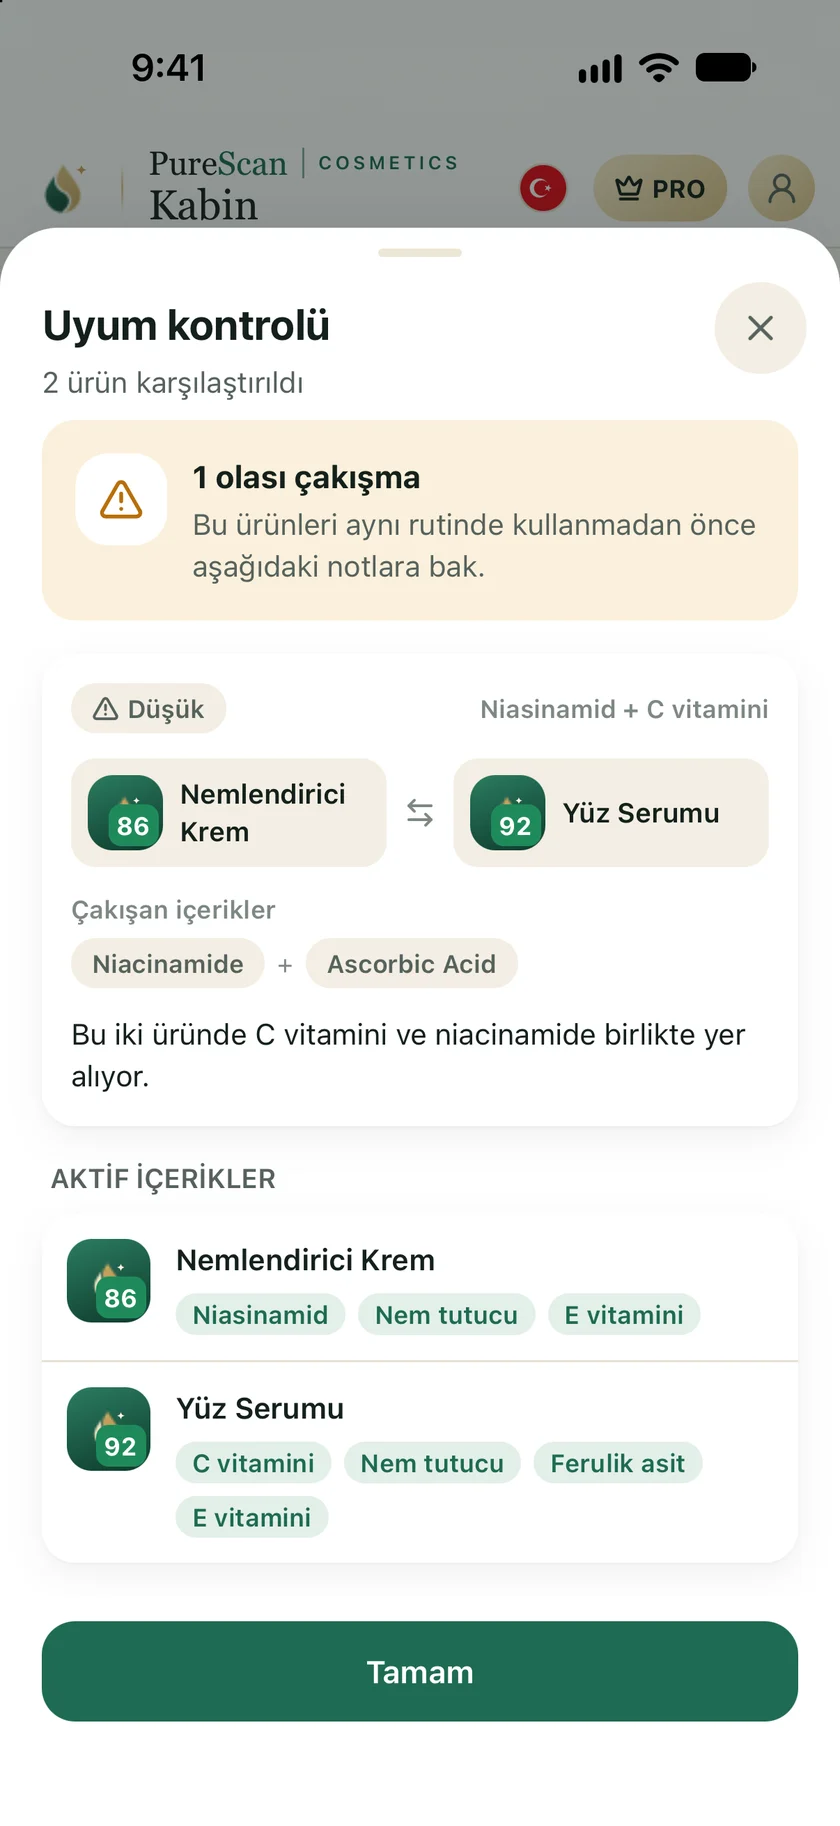 9:41
PureScan | COSMETICS
Kabin
PRO
Uyum kontrolü
2 ürün karşılaştırıldı
1 olası çakışma
Bu ürünleri aynı rutinde kullanmadan önce
aşağıdaki notlara bak.
Düşük
Niasinamid + C vitamini
86
Nemlendirici
Krem
92
Yüz Serumu
Çakışan içerikler
Niacinamide + Ascorbic Acid
Bu iki üründe C vitamini ve niacinamide birlikte yer
alıyor.
AKTİF İÇERİKLER
86
Nemlendirici Krem
Niasinamid
Nem tutucu
E vitamini
92
Yüz Serumu
C vitamini
Nem tutucu
Ferulik asit
E vitamini
Tamam